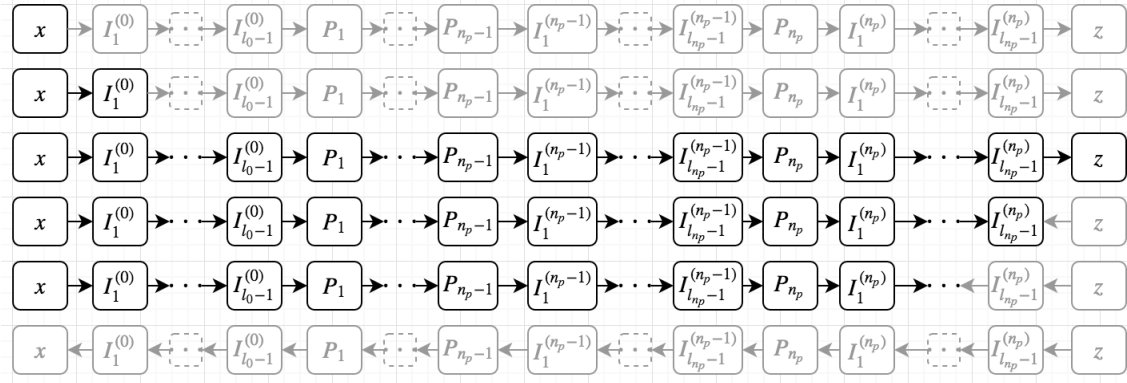 x I_1^{(0)} ··· I_{l_0-1}^{(0)} P_1 ··· P_{n_p-1} I_1^{(n_p-1)} ··· I_{l_{n_p}-1}^{(n_p-1)} P_{n_p} I_1^{(n_p)} ··· I_{l_{n_p}-1}^{(n_p)} z
x I_1^{(0)} ··· I_{l_0-1}^{(0)} P_1 ··· P_{n_p-1} I_1^{(n_p-1)} ··· I_{l_{n_p}-1}^{(n_p-1)} P_{n_p} I_1^{(n_p)} ··· I_{l_{n_p}-1}^{(n_p)} z
x I_1^{(0)} ··· I_{l_0-1}^{(0)} P_1 ··· P_{n_p-1} I_1^{(n_p-1)} ··· I_{l_{n_p}-1}^{(n_p-1)} P_{n_p} I_1^{(n_p)} ··· I_{l_{n_p}-1}^{(n_p)} z
x I_1^{(0)} ··· I_{l_0-1}^{(0)} P_1 ··· P_{n_p-1} I_1^{(n_p-1)} ··· I_{l_{n_p}-1}^{(n_p-1)} P_{n_p} I_1^{(n_p)} ··· I_{l_{n_p}-1}^{(n_p)} z
x I_1^{(0)} ··· I_{l_0-1}^{(0)} P_1 ··· P_{n_p-1} I_1^{(n_p-1)} ··· I_{l_{n_p}-1}^{(n_p-1)} P_{n_p} I_1^{(n_p)} ··· I_{l_{n_p}-1}^{(n_p)} z
x I_1^{(0)} ··· I_{l_0-1}^{(0)} P_1 ··· P_{n_p-1} I_1^{(n_p-1)} ··· I_{l_{n_p}-1}^{(n_p-1)} P_{n_p} I_1^{(n_p)} ··· I_{l_{n_p}-1}^{(n_p)} z